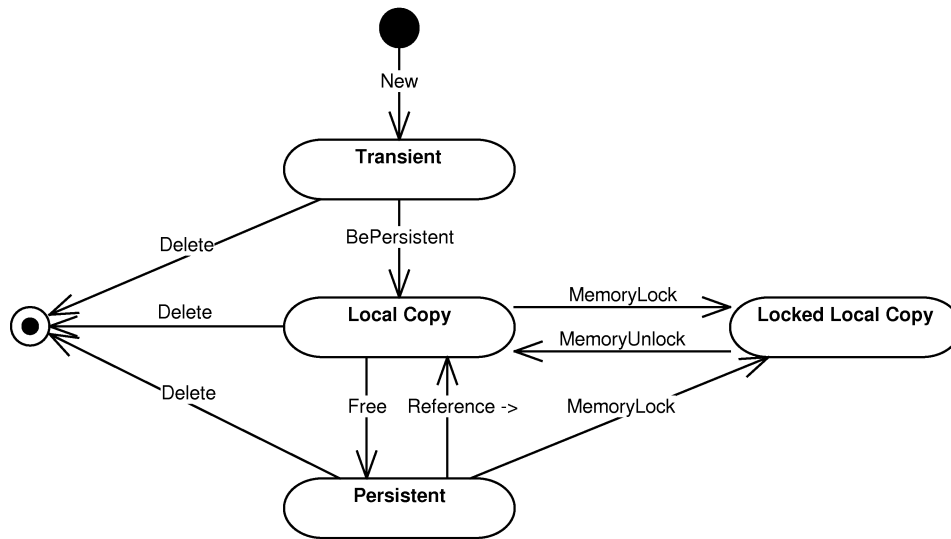 New
Transient
Delete
BePersistent
Delete
Local Copy
MemoryLock
Locked Local Copy
MemoryUnlock
Delete
Free
Reference ->
MemoryLock
Persistent